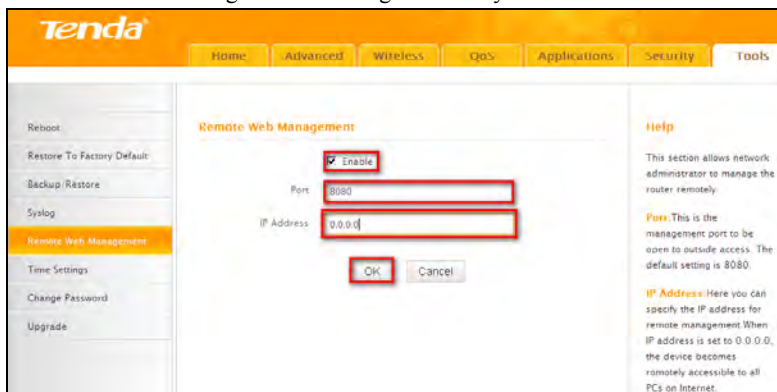 Tenda
Home Advanced Wireless QoS Applications Security Tools
Reboot
Restore To Factory Default
Backup/Restore
Syslog
Remote Web Management
Time Settings
Change Password
Upgrade
Remote Web Management
Enable
Port 8080
IP Address 0.0.0.0
OK Cancel
Help
This section allows network
administrator to manage the
router remotely.
Port:This is the
management port to be
open to outside access. The
default setting is 8080.
IP Address:Here you can
specify the IP address for
remote management.When
IP address is set to 0.0.0.0,
the device becomes
remotely accessible to all
PCs on Internet.